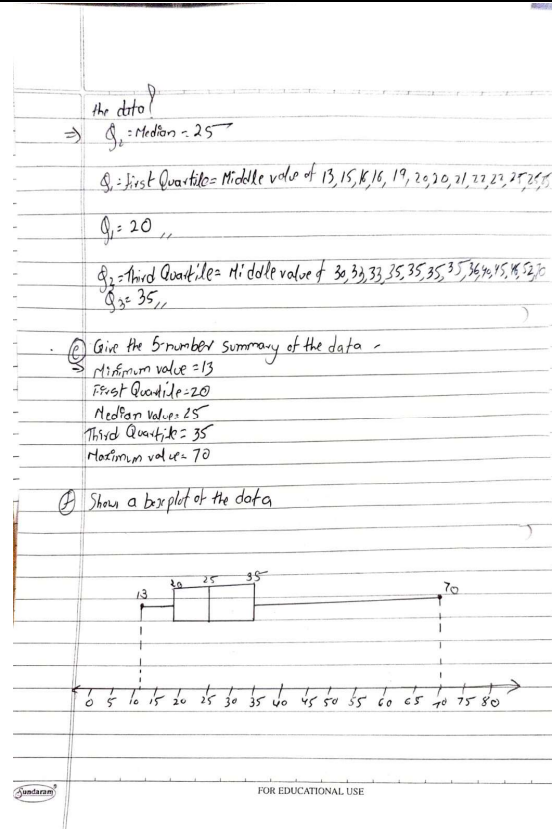 the data?
⇒ Q₂ = Median = 25
Q₁ = First Quartile = Middle value of 13, 15, 16, 16, 19, 20, 20, 21, 22, 22, 25, 25,
Q₁ = 20
Q₃ = Third Quartile = Middle value of 30, 33, 33, 35, 35, 35, 35, 36, 40, 45, 46, 52, 70
Q₃ = 35
(e) Give the 5-number summary of the data -
⇒ Minimum value = 13
First Quartile = 20
Median value = 25
Third Quartile = 35
Maximum value = 70
(f) Show a boxplot of the data
13 20 25 35 70
0 5 10 15 20 25 30 35 40 45 50 55 60 65 70 75 80
Sundaram
FOR EDUCATIONAL USE